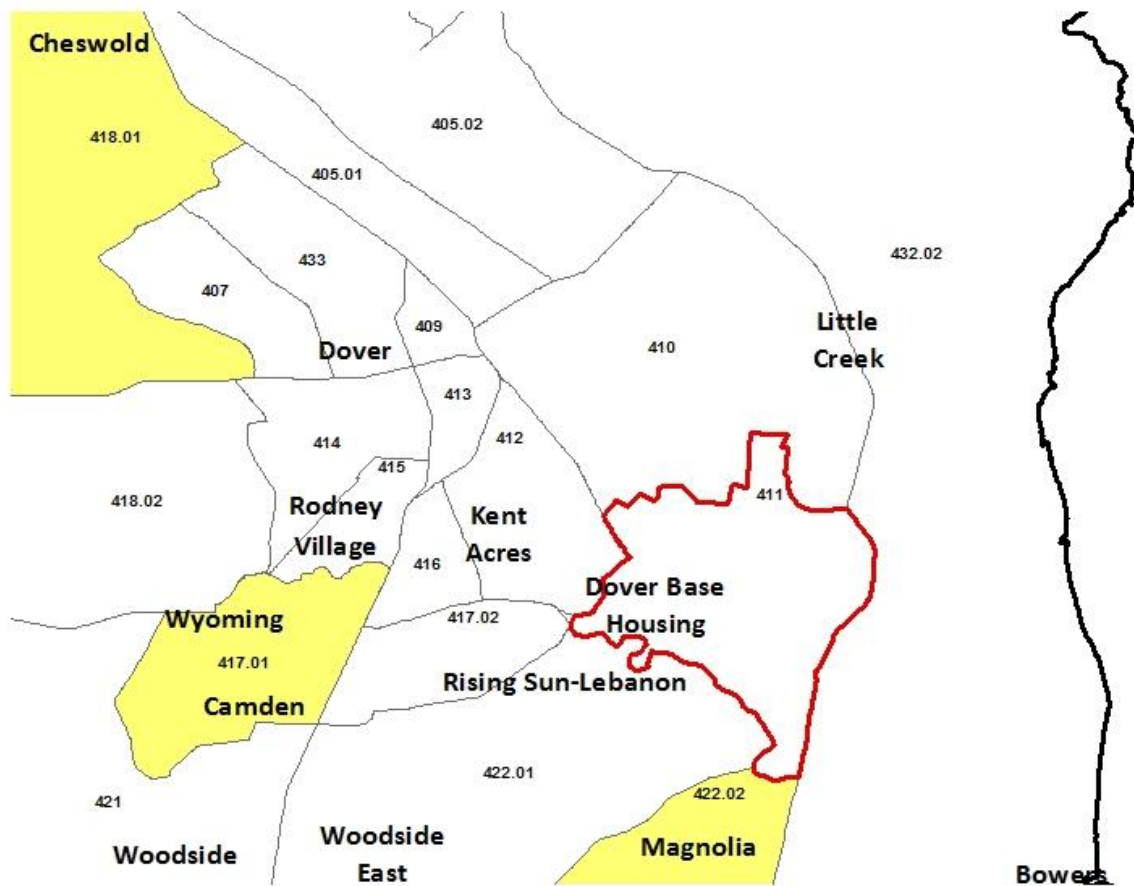 Cheswold
418.01
405.02
405.01
432.02
433
407
409
Little
Creek
410
Dover
413
412
414
415
411
418.02
Rodney
Village
Kent
Acres
416
Dover Base
Housing
Wyoming
417.02
417.01
Rising Sun-Lebanon
Camden
422.01
422.02
421
Woodside
Woodside
East
Magnolia
Bowers